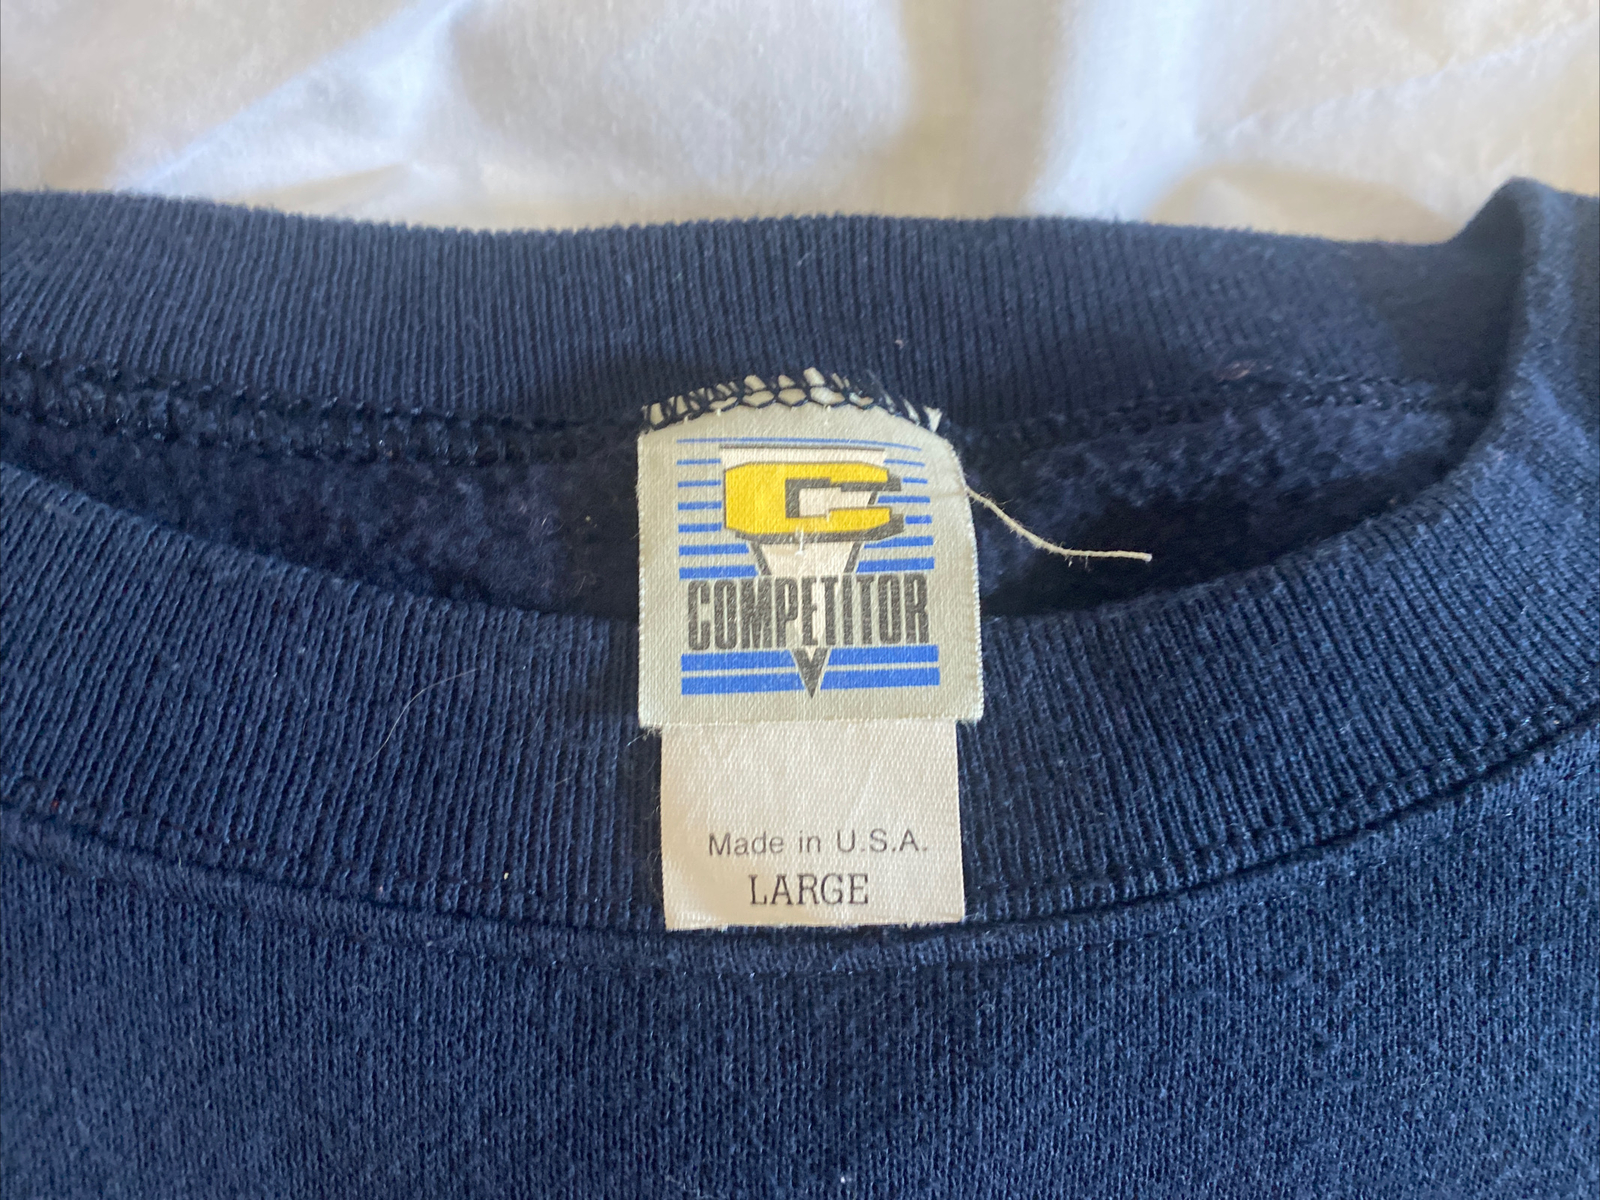 C
COMPETITOR
Made in U.S.A.
LARGE